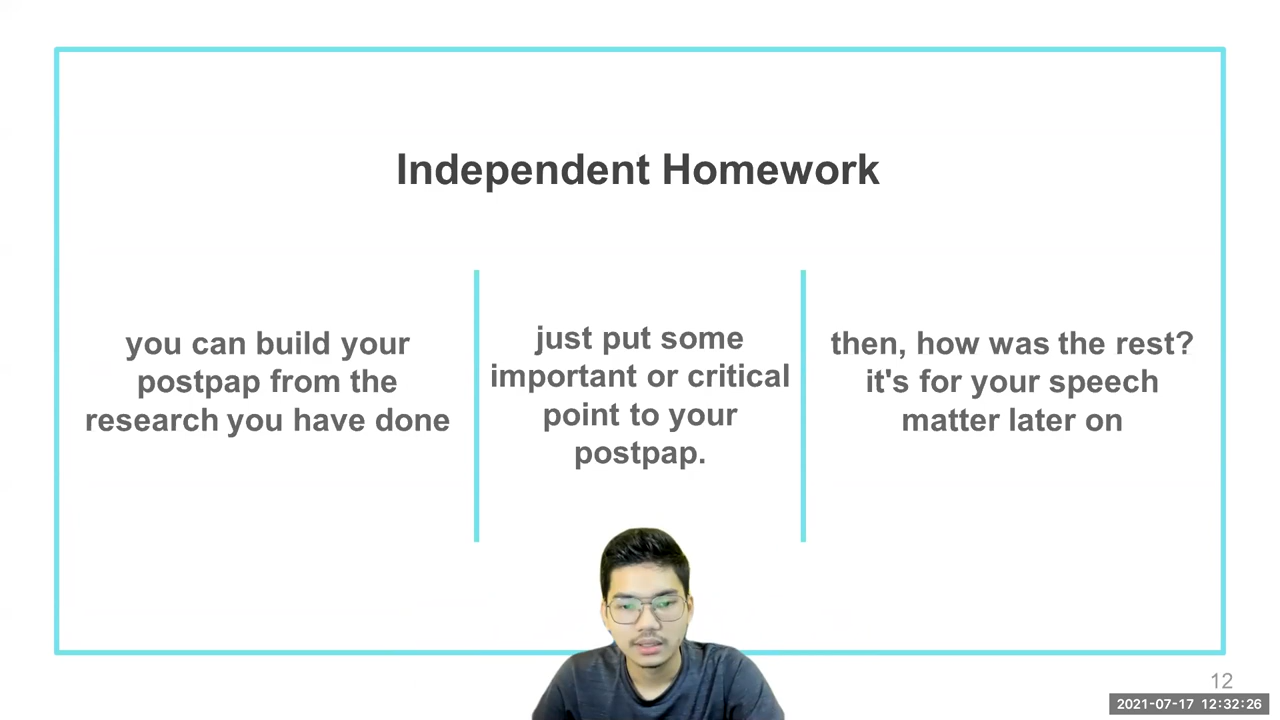 Independent Homework
you can build your
postpap from the
research you have done
just put some
important or critical
point to your
postpap.
then, how was the rest?
it's for your speech
matter later on
12
2021-07-17 12:32:26